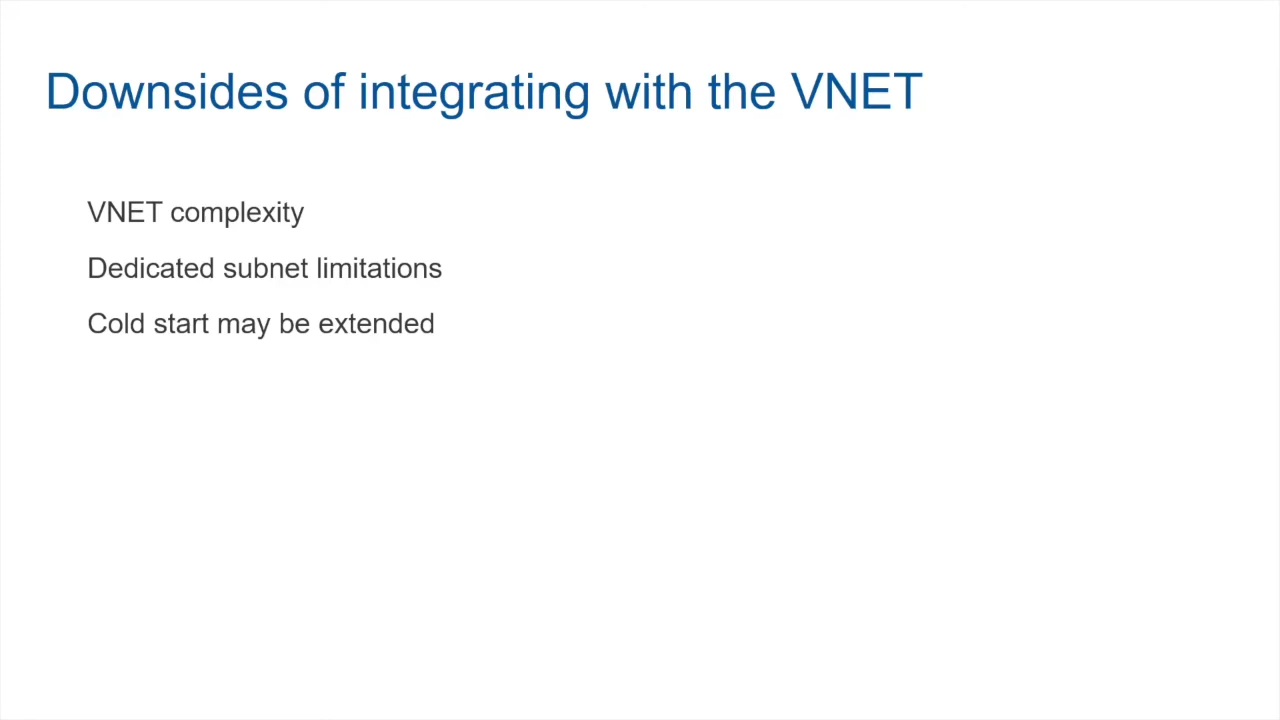 Downsides of integrating with the VNET
VNET complexity
Dedicated subnet limitations
Cold start may be extended